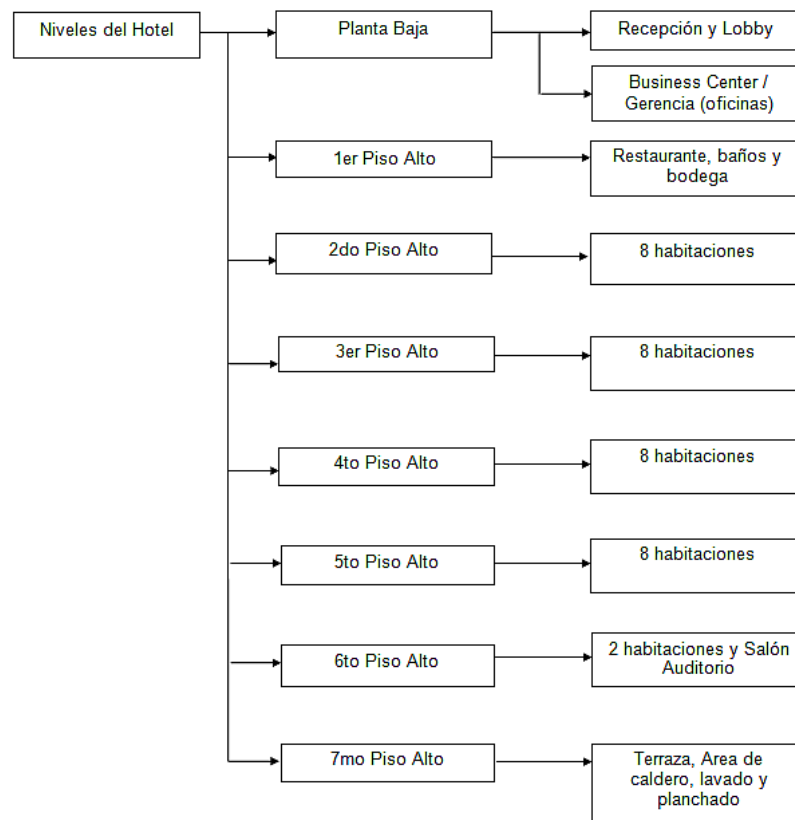 Niveles del Hotel
Planta Baja
Recepción y Lobby
Business Center /
Gerencia (oficinas)
1er Piso Alto
Restaurante, baños y
bodega
2do Piso Alto
8 habitaciones
3er Piso Alto
8 habitaciones
4to Piso Alto
8 habitaciones
5to Piso Alto
8 habitaciones
6to Piso Alto
2 habitaciones y Salón
Auditorio
7mo Piso Alto
Terraza, Area de
caldero, lavado y
planchado